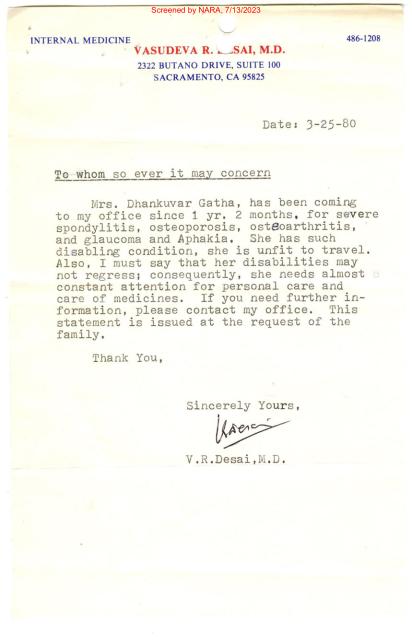 Screened by NARA, 7/13/2023
INTERNAL MEDICINE
486-1208
VASUDEVA R. SAI, M.D.
2322 BUTANO DRIVE, SUITE 100
SACRAMENTO, CA 95825
Date: 3-25-80
To whom so ever it may concern
Mrs. Dhankuvar Gatha, has been coming
to my office since 1 yr. 2 months, for severe
spondylitis, osteoporosis, osteoarthritis,
and glaucoma and Aphakia. She has such
disabling condition, she is unfit to travel.
Also, I must say that her disabilities may
not regress; consequently, she needs almost
constant attention for personal care and
care of medicines. If you need further in-
formation, please contact my office. This
statement is issued at the request of the
family.
Thank You,
Sincerely Yours,
V.R.Desai,M.D.